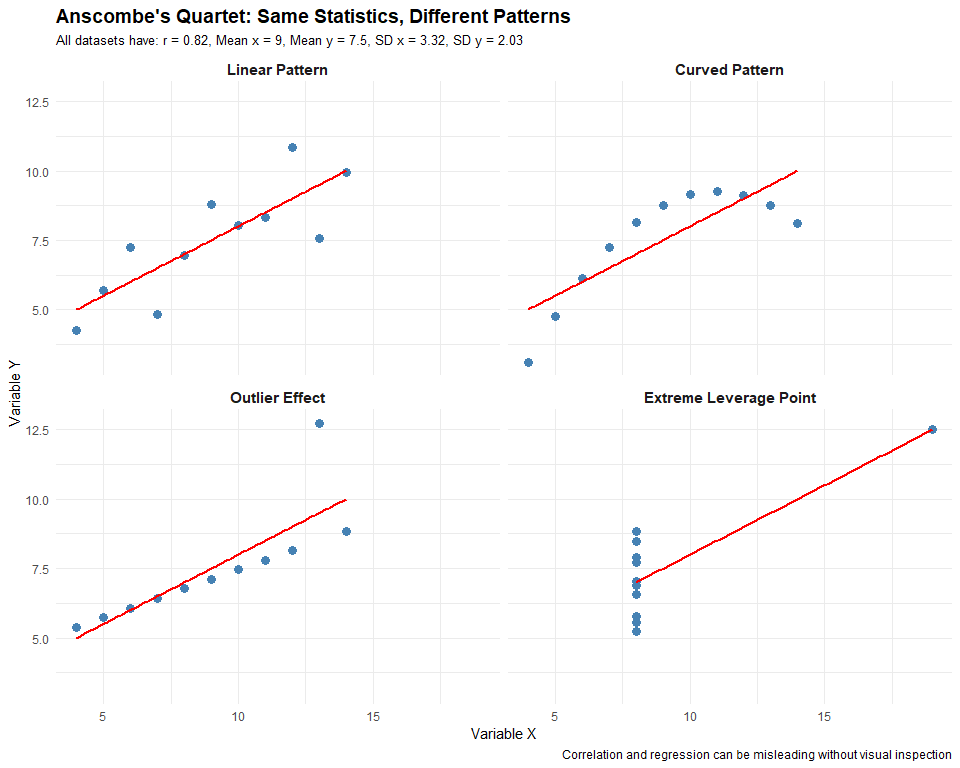 Anscombe's Quartet: Same Statistics, Different Patterns
All datasets have: r = 0.82, Mean x = 9, Mean y = 7.5, SD x = 3.32, SD y = 2.03
Linear Pattern
Curved Pattern
12.5
10.0
7.5
5.0
Variable Y
Outlier Effect
Extreme Leverage Point
12.5
10.0
7.5
5.0
5 10 15
5 10 15
Variable X
Correlation and regression can be misleading without visual inspection